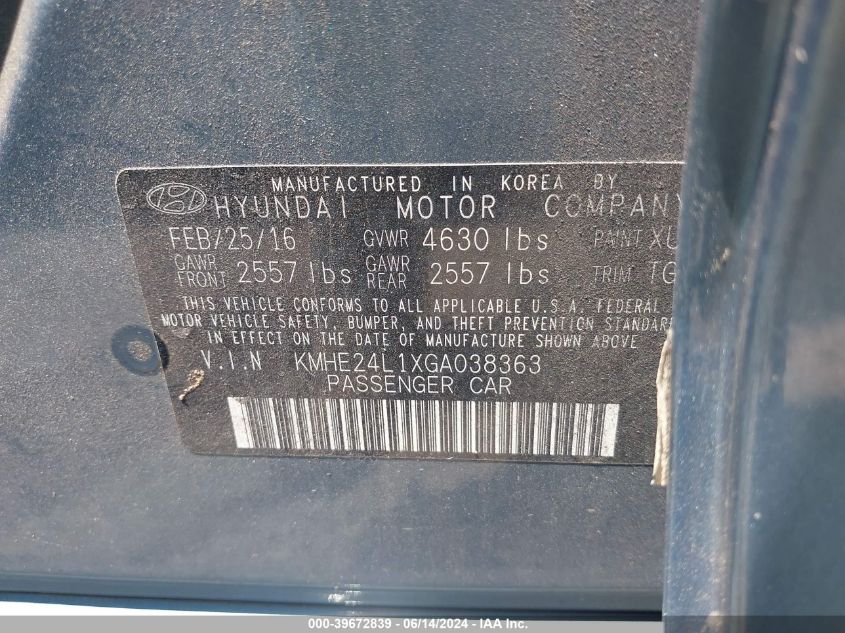 MANUFACTURED IN KOREA BY
HYUNDAI MOTOR COMPANY
FEB/25/16 GVWR 4630 lbs PAINT XU
GAWR FRONT 2557 lbs GAWR REAR 2557 lbs TRIM TG
THIS VEHICLE CONFORMS TO ALL APPLICABLE U.S.A. FEDERAL
MOTOR VEHICLE SAFETY, BUMPER, AND THEFT PREVENTION STANDAR
IN EFFECT ON THE DATE OF MANUFACTURE SHOWN ABOVE
V.I.N KMHE24L1XGA038363
PASSENGER CAR
000-39672839 - 06/14/2024 - IAA Inc.